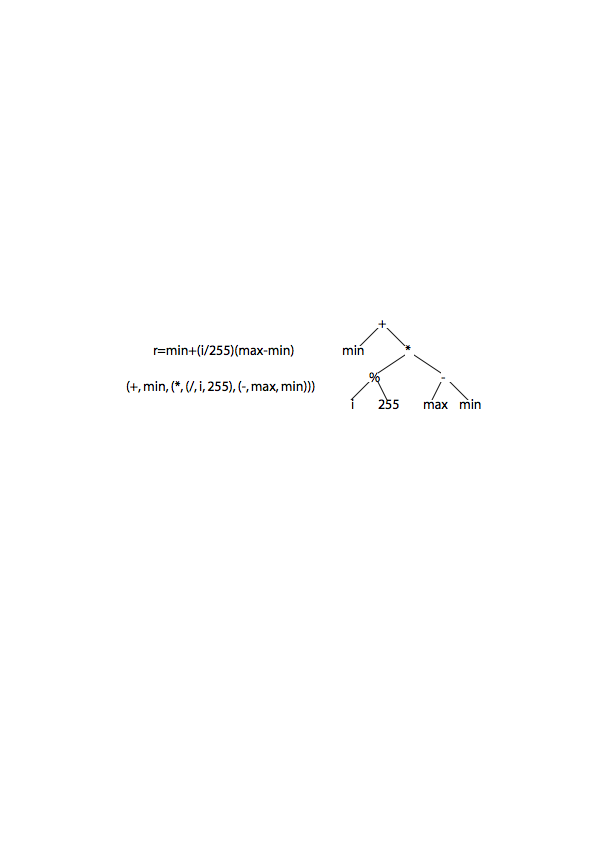 +
r=min+(i/255)(max-min)
min *
(+, min, (*, (/, i, 255), (-, max, min)))
% -
i 255 max min